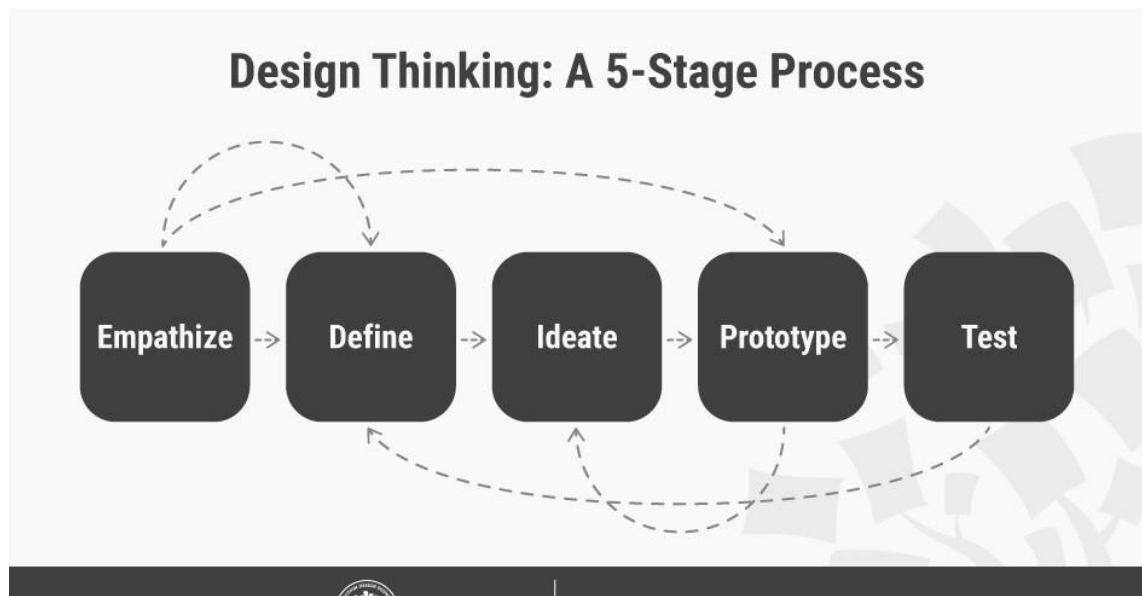 Design Thinking: A 5-Stage Process
Empathize
Define
Ideate
Prototype
Test